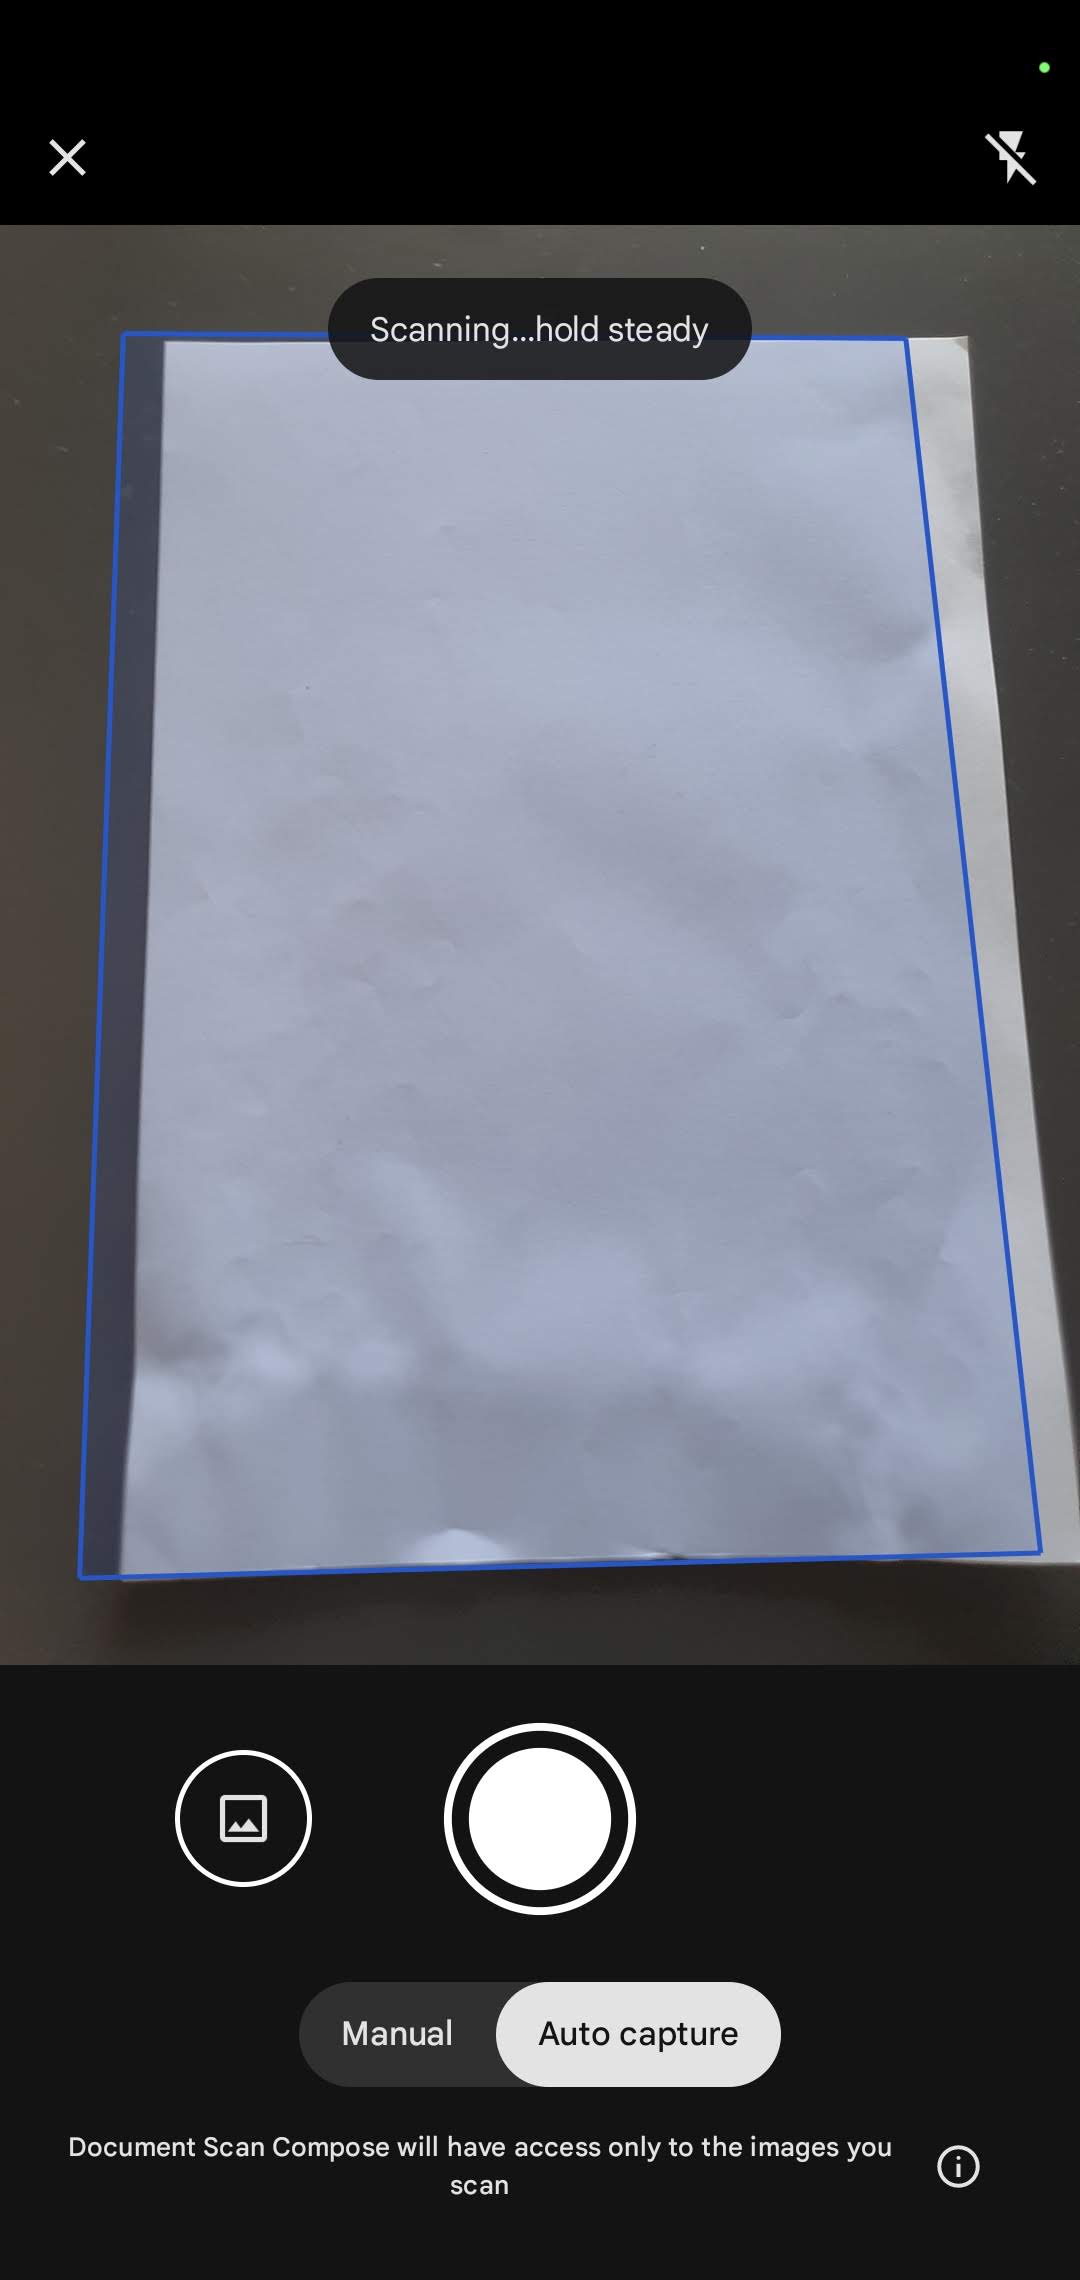 Scanning...hold steady
Manual
Auto capture
Document Scan Compose will have access only to the images you
scan